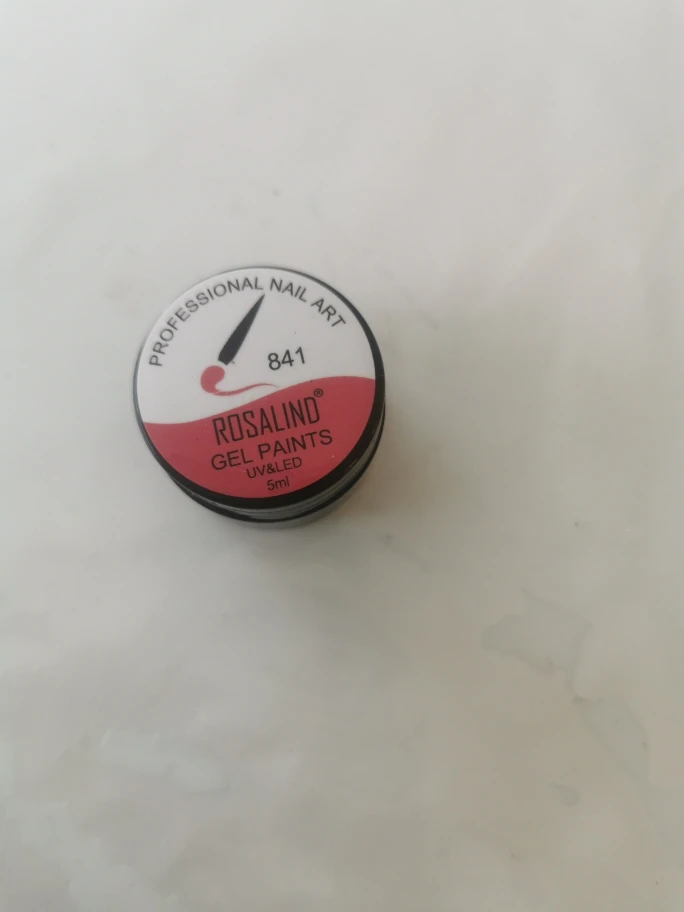 PROFESSIONAL NAIL ART
841
ROSALIND®
GEL PAINTS
UV&LED
5ml